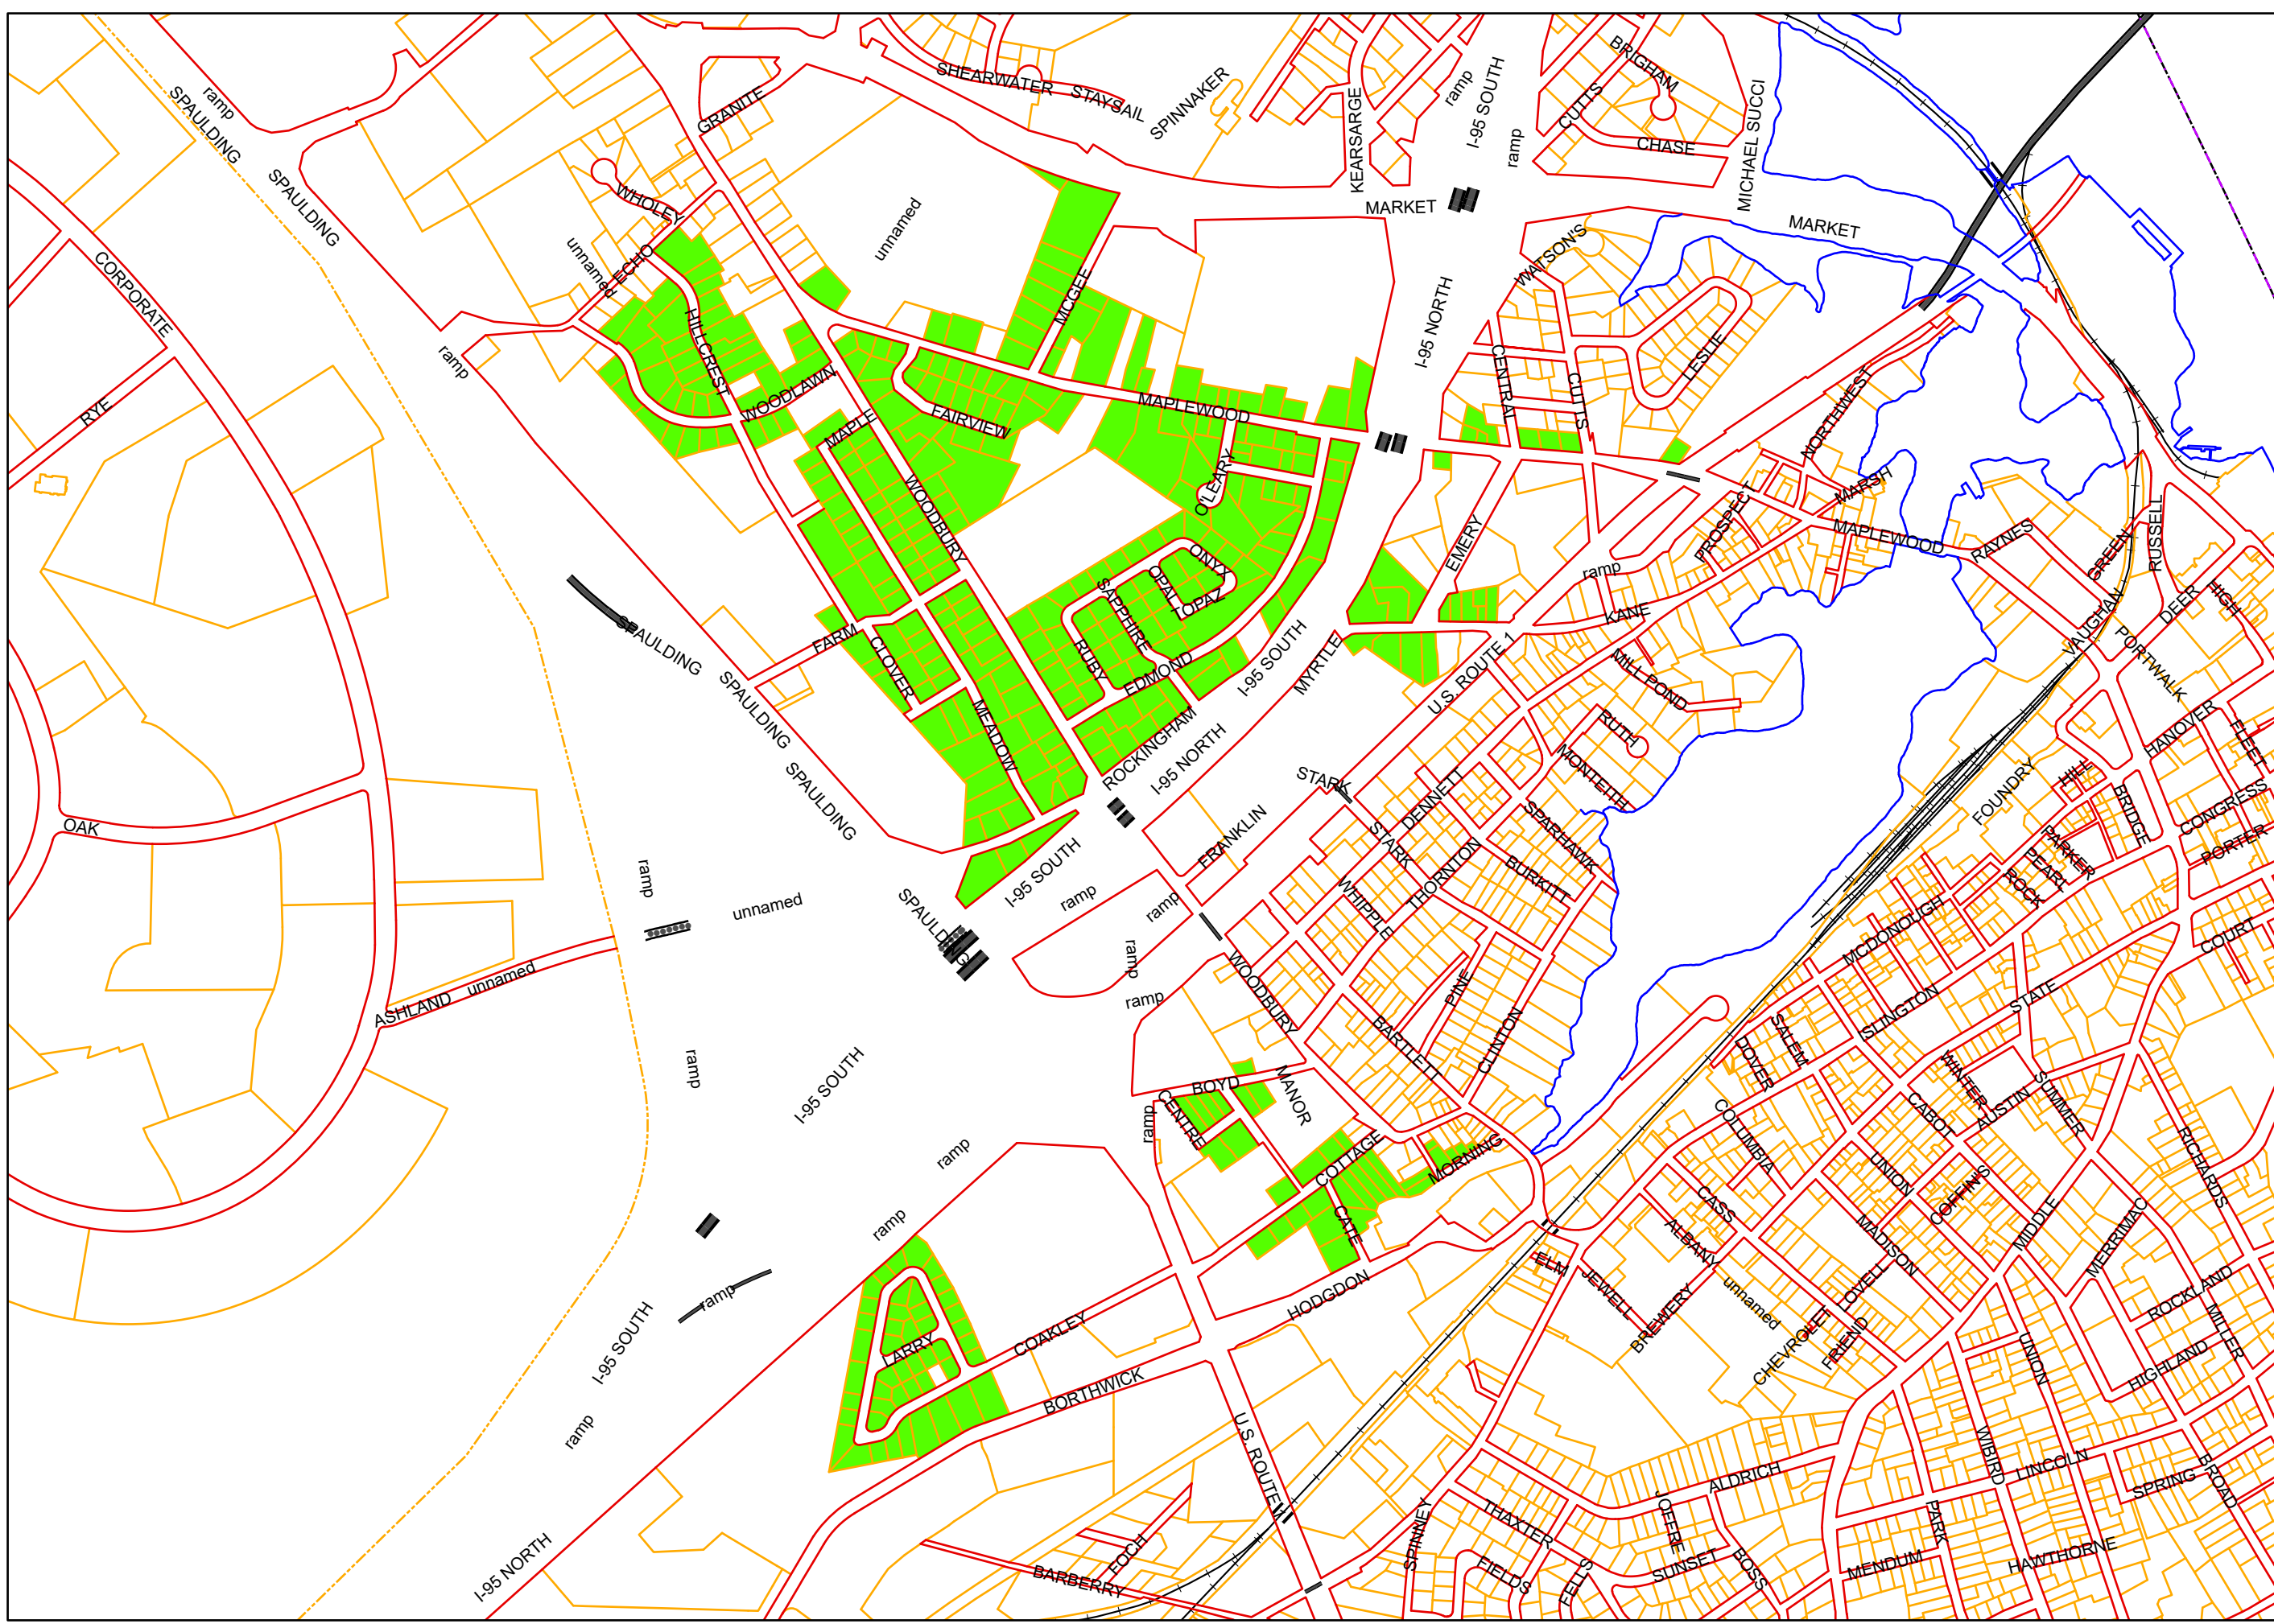 SHEARWATER
STAYSAIL
SPINNAKER
KEARSARGE
ramp
I-95 SOUTH
ramp
BRIGHAM
CUTTS
CHASE
MICHAEL SUCCI
MARKET
MARKET
ramp
SPAULDING
SPAULDING
GRANITE
WHOLEY
unnamed
ECHO
unnamed
MCGEE
I-95 NORTH
WATSON'S
CORPORATE
RYE
ramp
HILLCREST
WOODLAWN
MAPLE
FAIRVIEW
MAPLEWOOD
CENTRAL
CUTTS
LESLIE
NORTHWEST
O'LEARY
WOODBURY
EMERY
PROSPECT
MARSH
MAPLEWOOD
RAYNES
GREEN
RUSSELL
DEER
HIGH
VAUGHAN
PORTWALK
ONYX
OPAL
TOPAZ
SAPPHIRE
RUBY
EDMOND
ramp
KANE
MILL POND
RUTH
MONTEITH
U.S. ROUTE 1
I-95 SOUTH
MYRTLE
SPAULDING
FARM
CLOVER
MEADOW
SPAULDING
SPAULDING
ROCKINGHAM
I-95 NORTH
STARK
FRANKLIN
STARK
DENNETT
THORNTON
SPARHAWK
BURKITT
WHIPPLE
HANOVER
FLEET
HILL
BRIDGE
FOUNDRY
CONGRESS
PORTER
PARKER
PEARL
ROCK
OAK
ramp
unnamed
SPAULDING
I-95 SOUTH
ramp
ramp
ramp
ramp
WOODBURY
PINE
CLINTON
BARTLETT
MCDONOUGH
ISLINGTON
STATE
COURT
ASHLAND
unnamed
ramp
I-95 SOUTH
ramp
ramp
ramp
BOYD
CENTRE
MANOR
COTTAGE
MORNING
CATE
SALEM
DOVER
COLUMBIA
WINTER
CABOT
AUSTIN
SUMMER
RICHARDS
UNION
COFFIN'S
CASS
ALBANY
MADISON
MIDDLE
MERRIMAC
ELM
JEWELL
BREWERY
unnamed
LOVELL
CHEVROLET
FRIEND
ROCKLAND
MILLER
HIGHLAND
UNION
ramp
I-95 SOUTH
LARRY
COAKLEY
HODGDON
BORTHWICK
ramp
U.S. ROUTE 1
WIBIRD
LINCOLN
SPRING
BROAD
ALDRICH
JOFFRE
THAXTER
SPINNEY
FIELDS
FELLS
SUNSET
BOSS
PARK
MENDUM
HAWTHORNE
I-95 NORTH
FOCH
BARBERRY